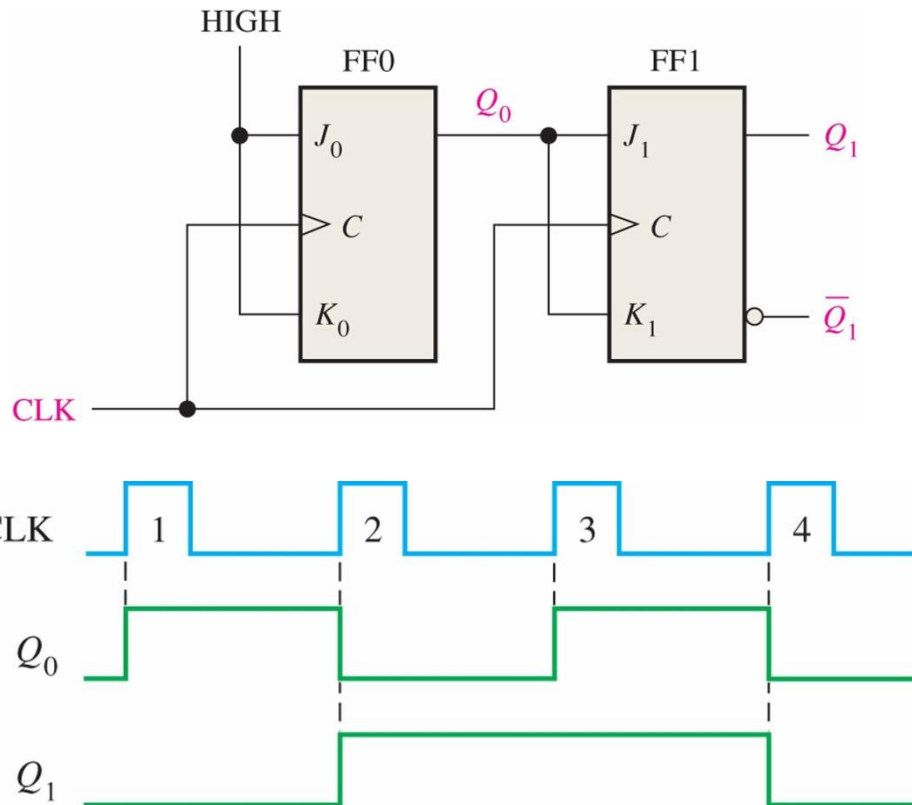 HIGH
FF0 FF1
Q₀
J₀ J₁ Q₁
C C
K₀ K₁ Q̅₁
CLK
CLK 1 2 3 4
Q₀
Q₁